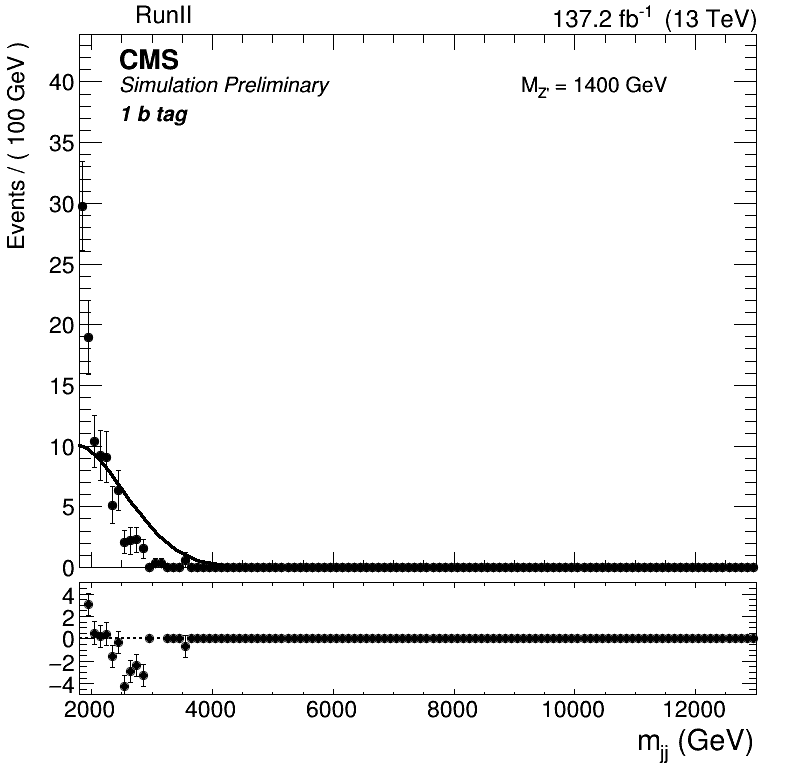 RunII
137.2 fb-1 (13 TeV)
CMS
Simulation Preliminary
1 b tag
MZ' = 1400 GeV
Events / ( 100 GeV )
40
35
30
25
20
15
10
5
0
4
2
0
−2
−4
2000 4000 6000 8000 10000 12000
mjj (GeV)